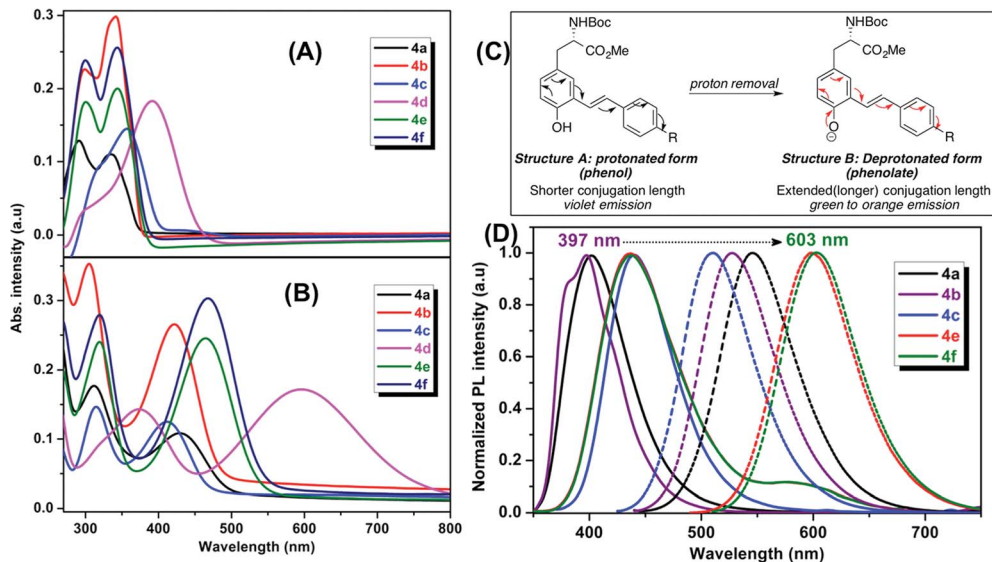 (A)
4a
4b
4c
4d
4e
4f
0.3
0.2
0.1
0.0
(B)
4a
4b
4c
4d
4e
4f
0.3
0.2
0.1
0.0
Abs. intensity (a.u)
300 400 500 600 700 800
Wavelength (nm)
(C)
NHBoc
CO₂Me
OH
R
proton removal
NHBoc
CO₂Me
O
⊖
R
Structure A: protonated form
(phenol)
Shorter conjugation length
violet emission
Structure B: Deprotonated form
(phenolate)
Extended(longer) conjugation length
green to orange emission
(D)
397 nm
603 nm
4a
4b
4c
4e
4f
1.0
0.8
0.6
0.4
0.2
0.0
Normalized PL intensity (a.u)
400 500 600 700
Wavelength (nm)